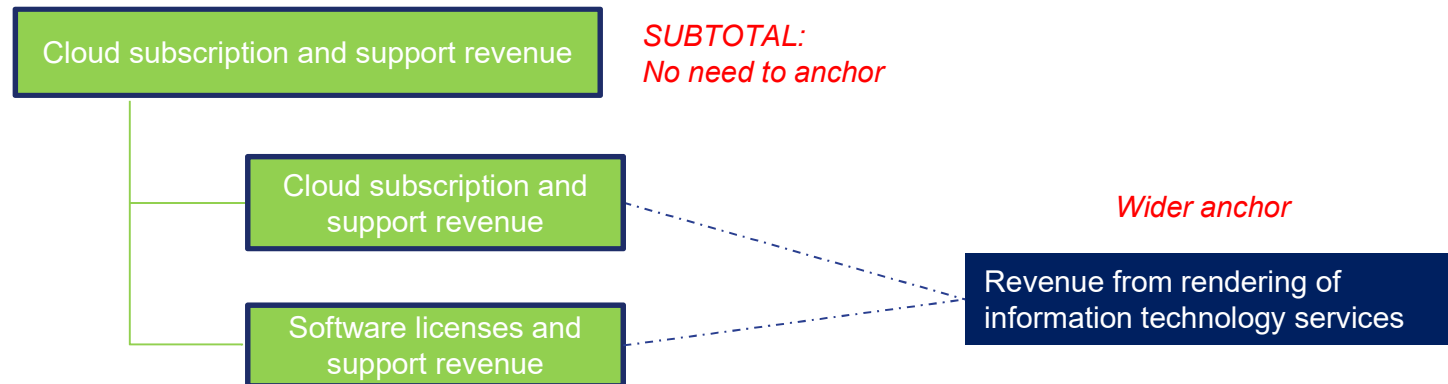 Cloud subscription and support revenue
SUBTOTAL:
No need to anchor
Cloud subscription and
support revenue
Wider anchor
Revenue from rendering of
information technology services
Software licenses and
support revenue